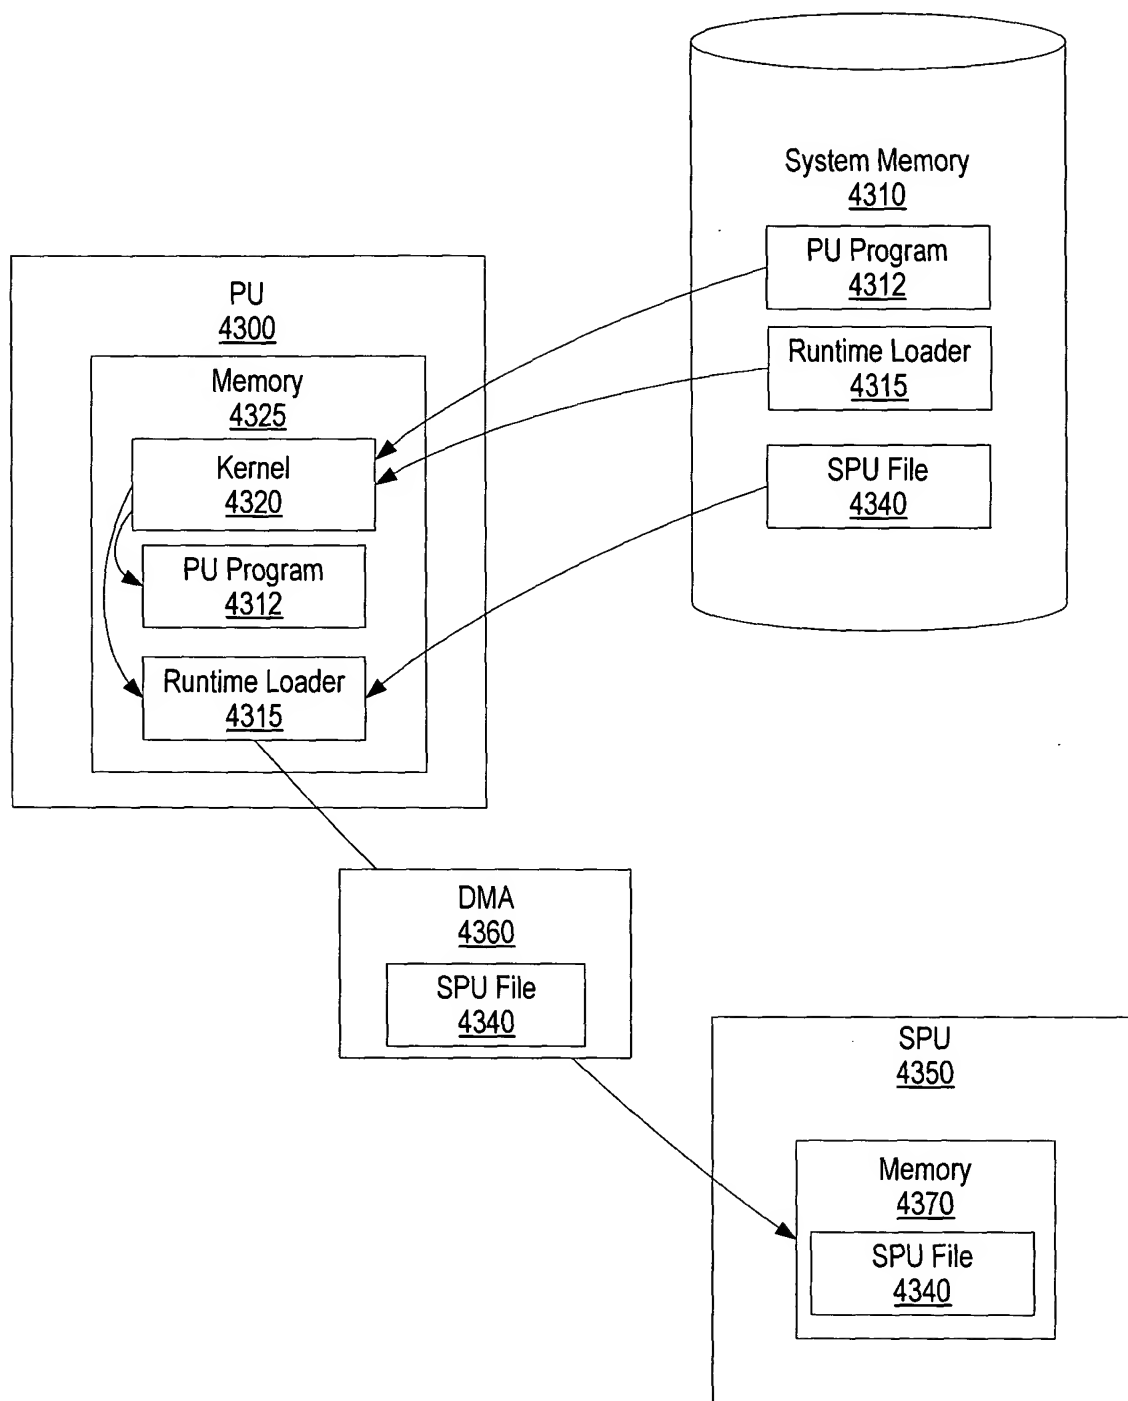 System Memory
4310
PU Program
4312
Runtime Loader
4315
SPU File
4340
PU
4300
Memory
4325
Kernel
4320
PU Program
4312
Runtime Loader
4315
DMA
4360
SPU File
4340
SPU
4350
Memory
4370
SPU File
4340